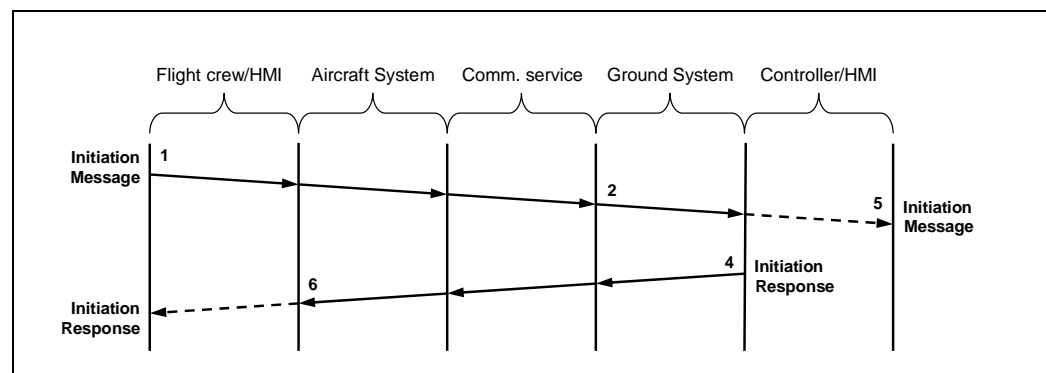 Flight crew/HMI Aircraft System Comm. service Ground System Controller/HMI
Initiation
Message
1
2
5
Initiation
Message
4
Initiation
Response
6
Initiation
Response